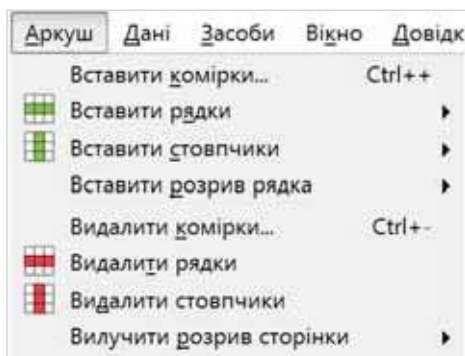 Аркуш Дані Засоби Вікно Довідк
Вставити комірки... Ctrl++
Вставити рядки
Вставити стовпчики
Вставити розрив рядка
Видалити комірки... Ctrl+-
Видалити рядки
Видалити стовпчики
Вилучити розрив сторінки